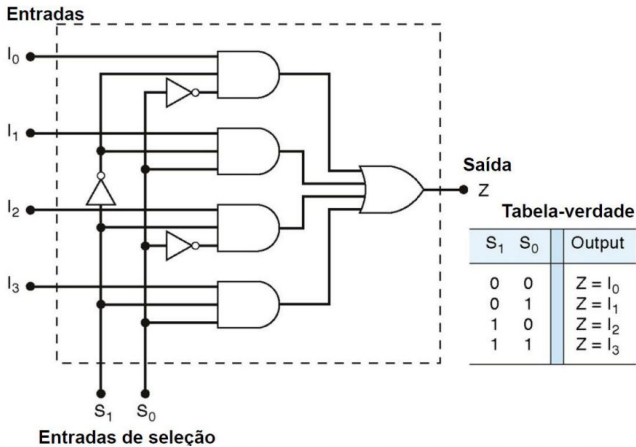 Entradas
I0
I1
I2
I3
Saída
Z
Tabela-verdade
S1 S0 Output
0 0 Z = I0
0 1 Z = I1
1 0 Z = I2
1 1 Z = I3
S1 S0
Entradas de seleção